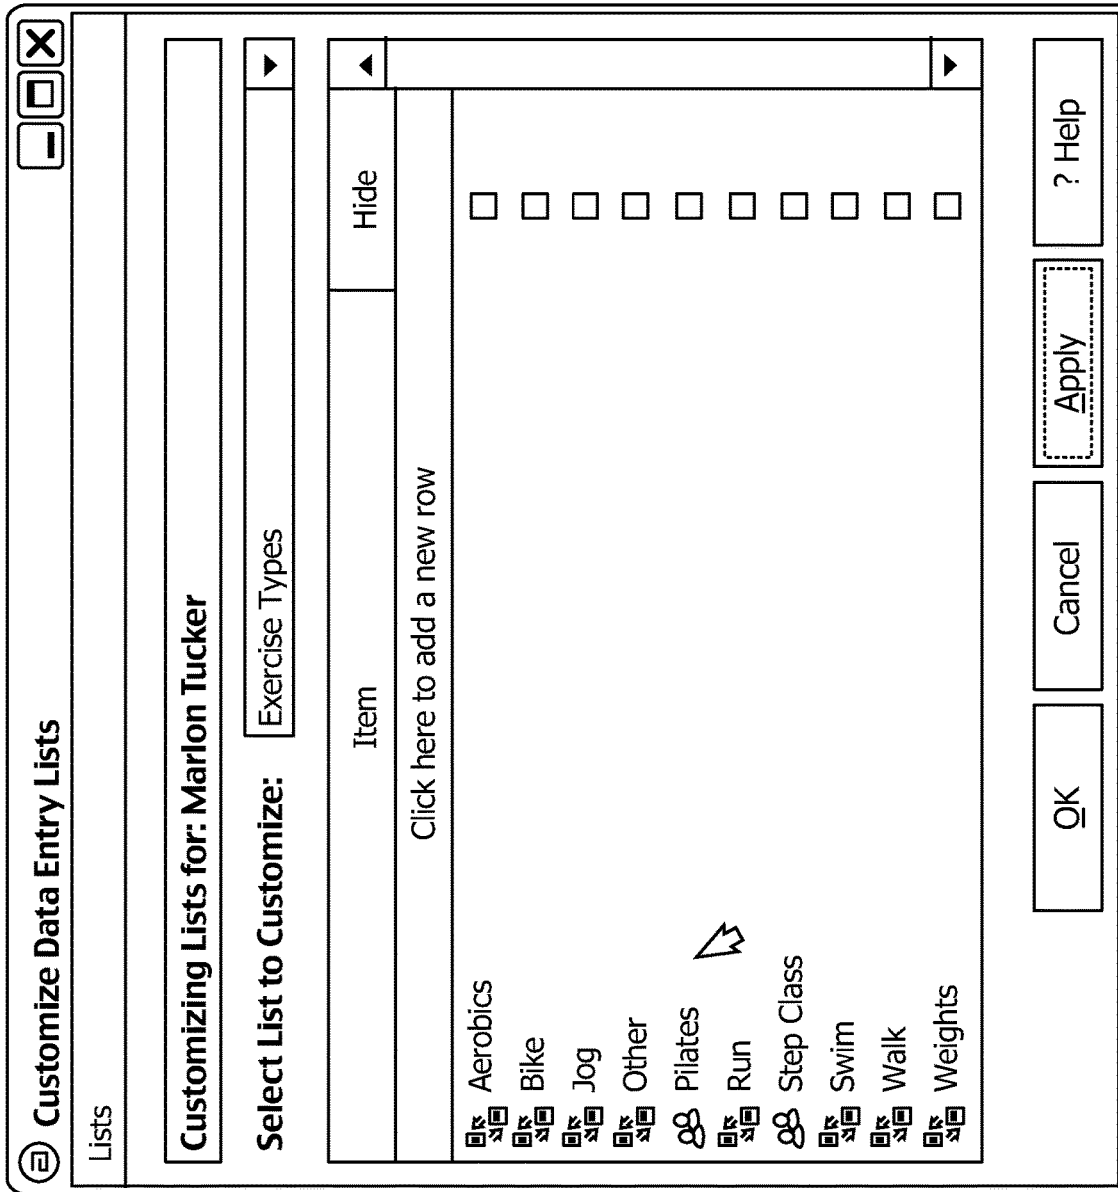 Customize Data Entry Lists
Lists
Customizing Lists for: Marlon Tucker
Select List to Customize: Exercise Types
Item Hide
Click here to add a new row
Aerobics
Bike
Jog
Other
Pilates
Run
Step Class
Swim
Walk
Weights
OK Cancel Apply ? Help